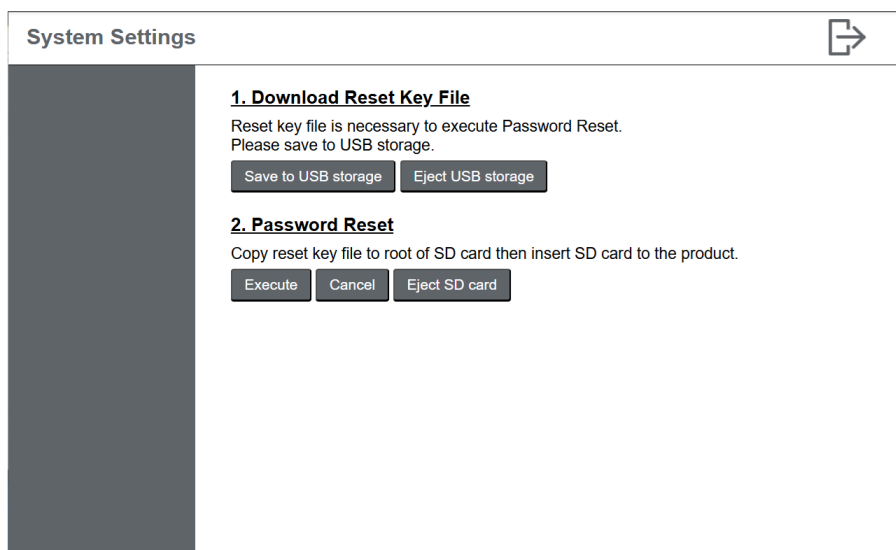 System Settings
1. Download Reset Key File
Reset key file is necessary to execute Password Reset.
Please save to USB storage.
Save to USB storage Eject USB storage
2. Password Reset
Copy reset key file to root of SD card then insert SD card to the product.
Execute Cancel Eject SD card